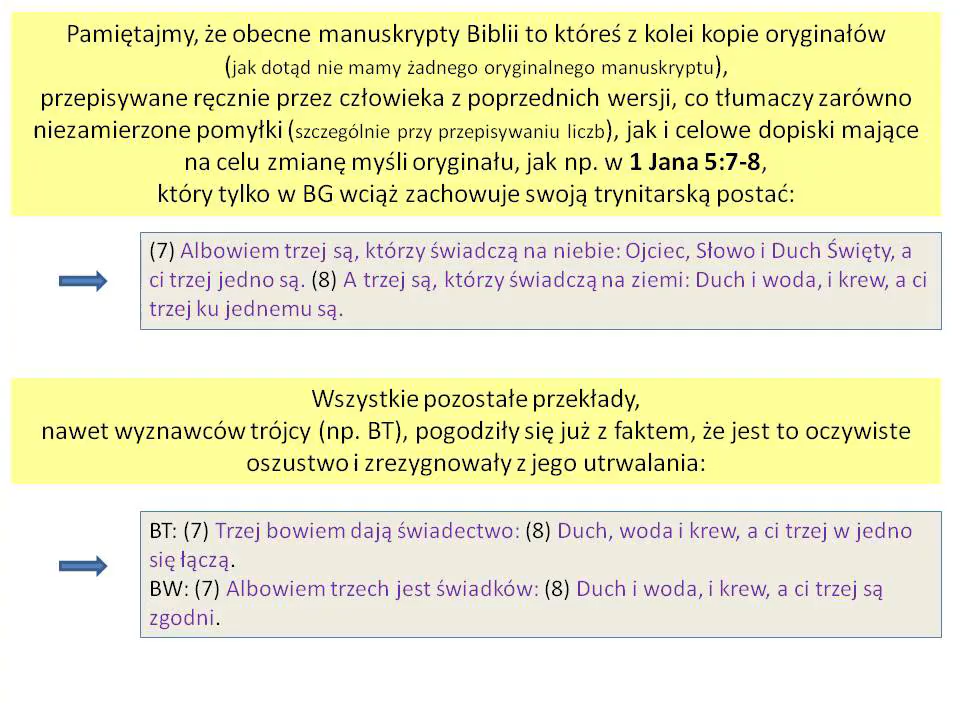 Pamiętajmy, że obecne manuskrypty Biblii to któreś z kolei kopie oryginałów
(jak dotąd nie mamy żadnego oryginalnego manuskryptu),
przepisywane ręcznie przez człowieka z poprzednich wersji, co tłumaczy zarówno
niezamierzone pomyłki (szczególnie przy przepisywaniu liczb), jak i celowe dopiski mające
na celu zmianę myśli oryginału, jak np. w 1 Jana 5:7-8,
który tylko w BG wciąż zachowuje swoją trynitarską postać:
(7) Albowiem trzej są, którzy świadczą na niebie: Ojciec, Słowo i Duch Święty, a
ci trzej jedno są. (8) A trzej są, którzy świadczą na ziemi: Duch i woda, i krew, a ci
trzej ku jednemu są.
Wszystkie pozostałe przekłady,
nawet wyznawców trójcy (np. BT), pogodziły się już z faktem, że jest to oczywiste
oszustwo i zrezygnowały z jego utrwalania:
BT: (7) Trzej bowiem dają świadectwo: (8) Duch, woda i krew, a ci trzej w jedno
się łączą.
BW: (7) Albowiem trzech jest świadków: (8) Duch i woda, i krew, a ci trzej są
zgodni.